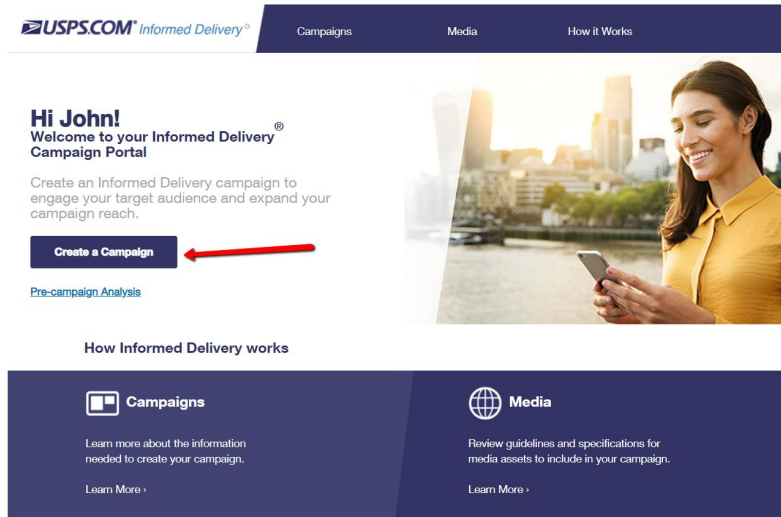 USPS.COM® Informed Delivery®
Campaigns
Media
How it Works
Hi John!
Welcome to your Informed Delivery®
Campaign Portal
Create an Informed Delivery campaign to
engage your target audience and expand your
campaign reach.
Create a Campaign
Pre-campaign Analysis
How Informed Delivery works
Campaigns
Learn more about the information
needed to create your campaign.
Learn More ›
Media
Review guidelines and specifications for
media assets to include in your campaign.
Learn More ›